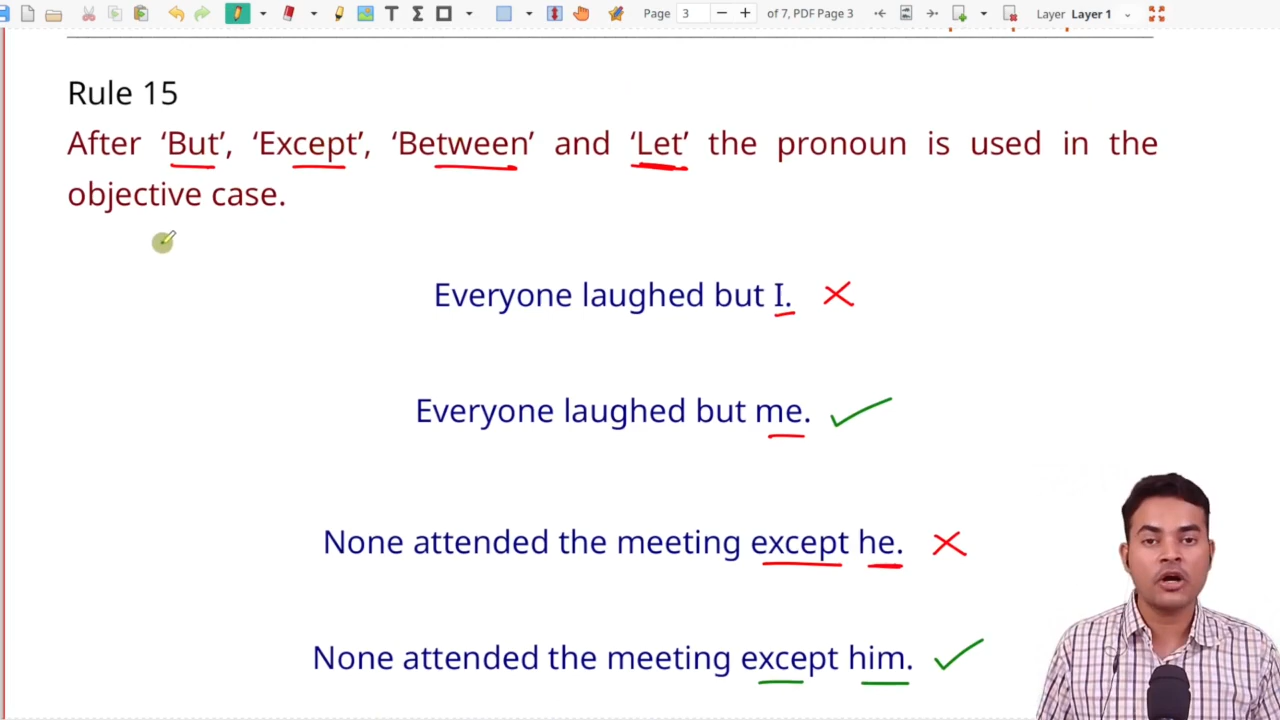 Page 3 of 7, PDF Page 3 Layer Layer 1
Rule 15
After ‘But’, ‘Except’, ‘Between’ and ‘Let’ the pronoun is used in the
objective case.
Everyone laughed but I.
Everyone laughed but me.
None attended the meeting except he.
None attended the meeting except him.